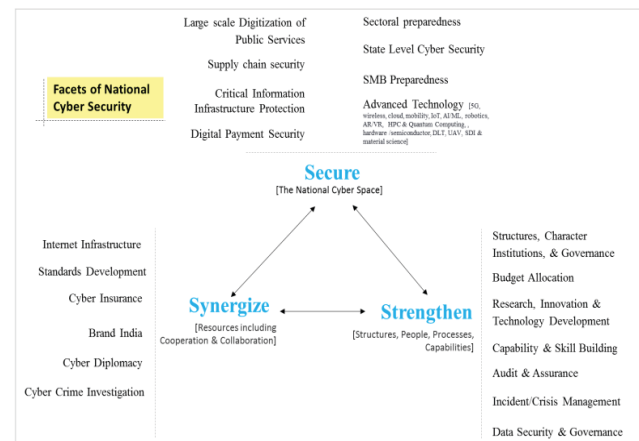 Facets of National
Cyber Security
Large scale Digitization of
Public Services
Supply chain security
Critical Information
Infrastructure Protection
Digital Payment Security
Sectoral preparedness
State Level Cyber Security
SMB Preparedness
Advanced Technology [5G,
wireless, cloud, mobility, IoT, AI/ML, robotics,
AR/VR, HPC & Quantum Computing, ,
hardware /semiconductor, DLT, UAV, SDI &
material science]
Secure
[The National Cyber Space]
Internet Infrastructure
Standards Development
Cyber Insurance
Brand India
Cyber Diplomacy
Cyber Crime Investigation
Synergize
[Resources including
Cooperation & Collaboration]
Strengthen
[Structures, People, Processes,
Capabilities]
Structures, Character
Institutions, & Governance
Budget Allocation
Research, Innovation &
Technology Development
Capability & Skill Building
Audit & Assurance
Incident/Crisis Management
Data Security & Governance